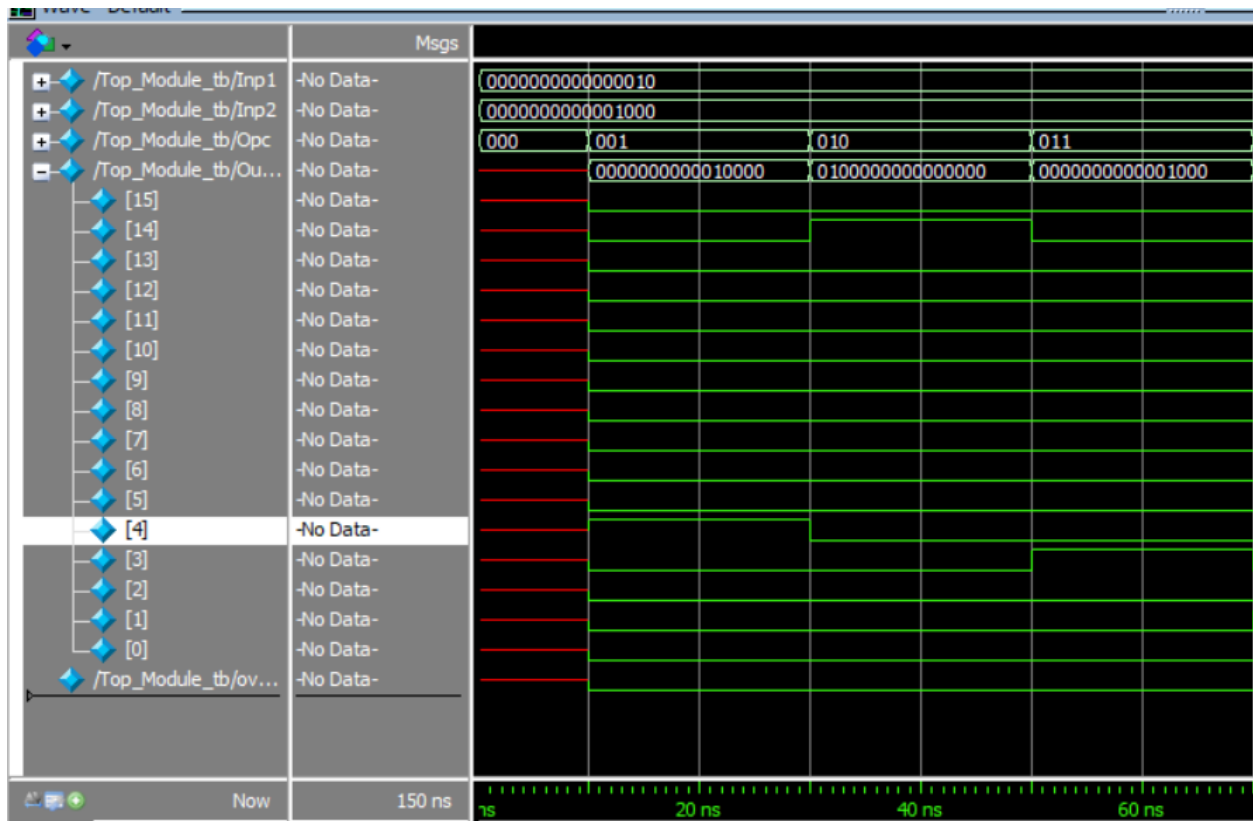 Wave - Default
Msgs
/Top_Module_tb/Inp1 -No Data- 0000000000000010
/Top_Module_tb/Inp2 -No Data- 0000000000001000
/Top_Module_tb/Opc -No Data- 000 001 010 011
/Top_Module_tb/Ou... -No Data- 0000000000010000 0100000000000000 0000000000001000
[15] -No Data-
[14] -No Data-
[13] -No Data-
[12] -No Data-
[11] -No Data-
[10] -No Data-
[9] -No Data-
[8] -No Data-
[7] -No Data-
[6] -No Data-
[5] -No Data-
[4] -No Data-
[3] -No Data-
[2] -No Data-
[1] -No Data-
[0] -No Data-
/Top_Module_tb/ov... -No Data-
Now 150 ns ns 20 ns 40 ns 60 ns